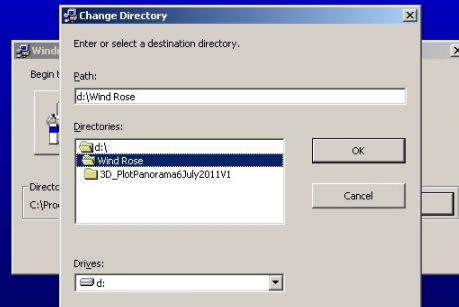 Change Directory
Enter or select a destination directory.
Path:
d:\Wind Rose
Directories:
d:\
Wind Rose
3D_PlotPanorama6July2011V1
OK
Cancel
Drives:
d:
Begin
C:\Pro